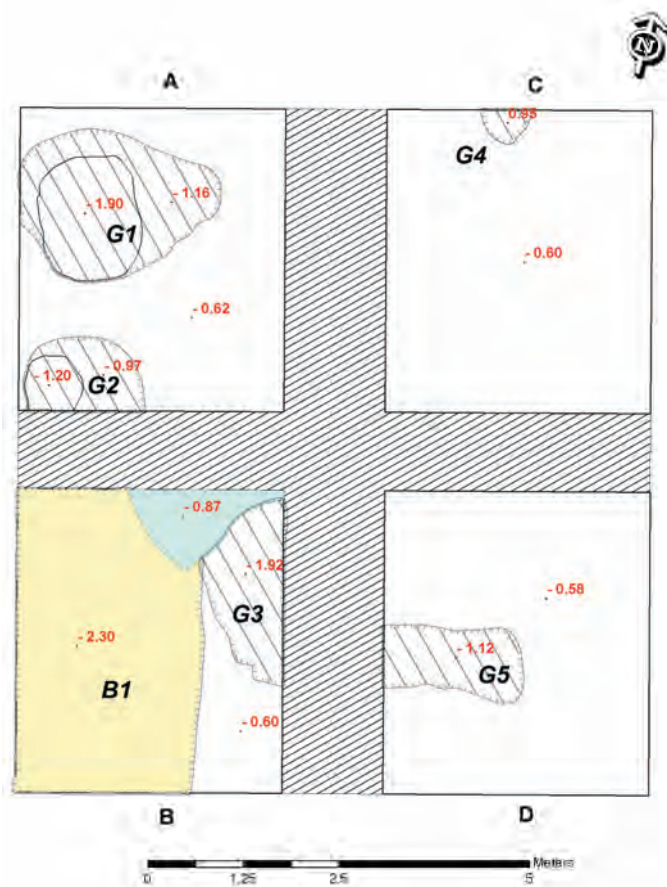 N
A
C
0.95
G4
- 1.16
- 1.90
G1
- 0.60
- 0.62
- 0.97
- 1.20
G2
- 0.87
- 1.92
G3
- 0.58
- 2.30
B1
- 1.12
G5
- 0.60
B
D
Meters
0 1,25 2,5 5